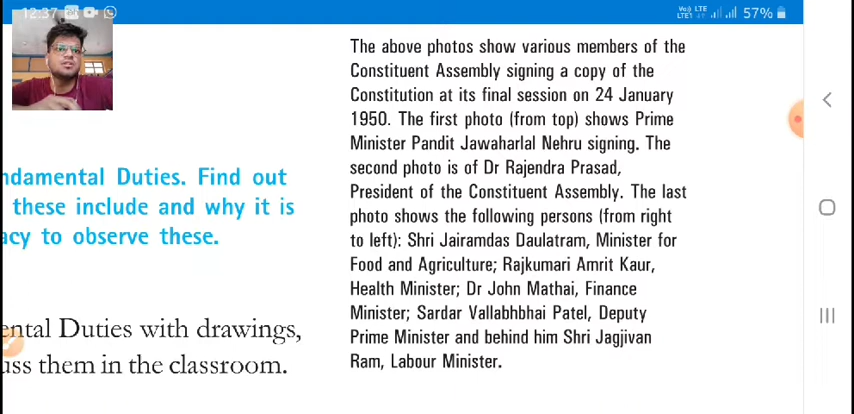 12:37
Vo)) LTE
LTE1
57%
The above photos show various members of the
Constituent Assembly signing a copy of the
Constitution at its final session on 24 January
1950. The first photo (from top) shows Prime
Minister Pandit Jawaharlal Nehru signing. The
second photo is of Dr Rajendra Prasad,
President of the Constituent Assembly. The last
photo shows the following persons (from right
to left): Shri Jairamdas Daulatram, Minister for
Food and Agriculture; Rajkumari Amrit Kaur,
Health Minister; Dr John Mathai, Finance
Minister; Sardar Vallabhbhai Patel, Deputy
Prime Minister and behind him Shri Jagjivan
Ram, Labour Minister.
ndamental Duties. Find out
these include and why it is
acy to observe these.
ental Duties with drawings,
uss them in the classroom.